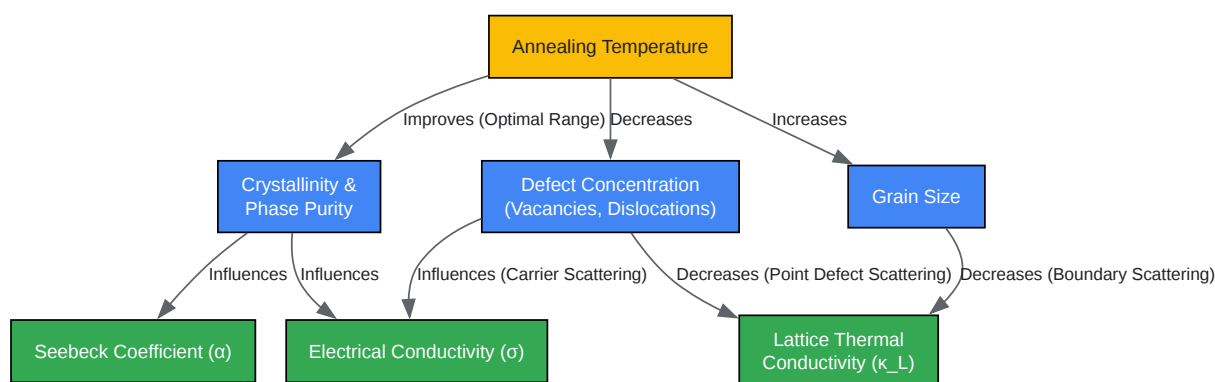 Annealing Temperature
Improves (Optimal Range)
Decreases
Increases
Crystallinity &
Phase Purity
Defect Concentration
(Vacancies, Dislocations)
Grain Size
Influences
Influences
Influences (Carrier Scattering)
Decreases (Point Defect Scattering)
Decreases (Boundary Scattering)
Seebeck Coefficient (α)
Electrical Conductivity (σ)
Lattice Thermal
Conductivity (κ_L)